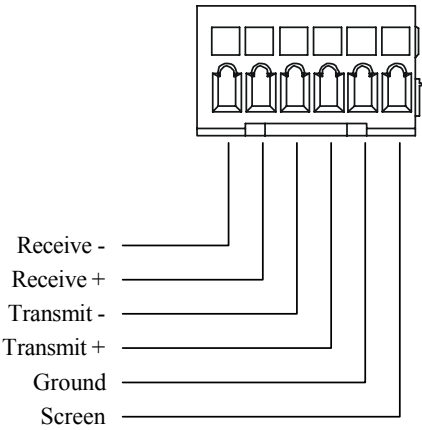 Receive -
Receive +
Transmit -
Transmit +
Ground
Screen